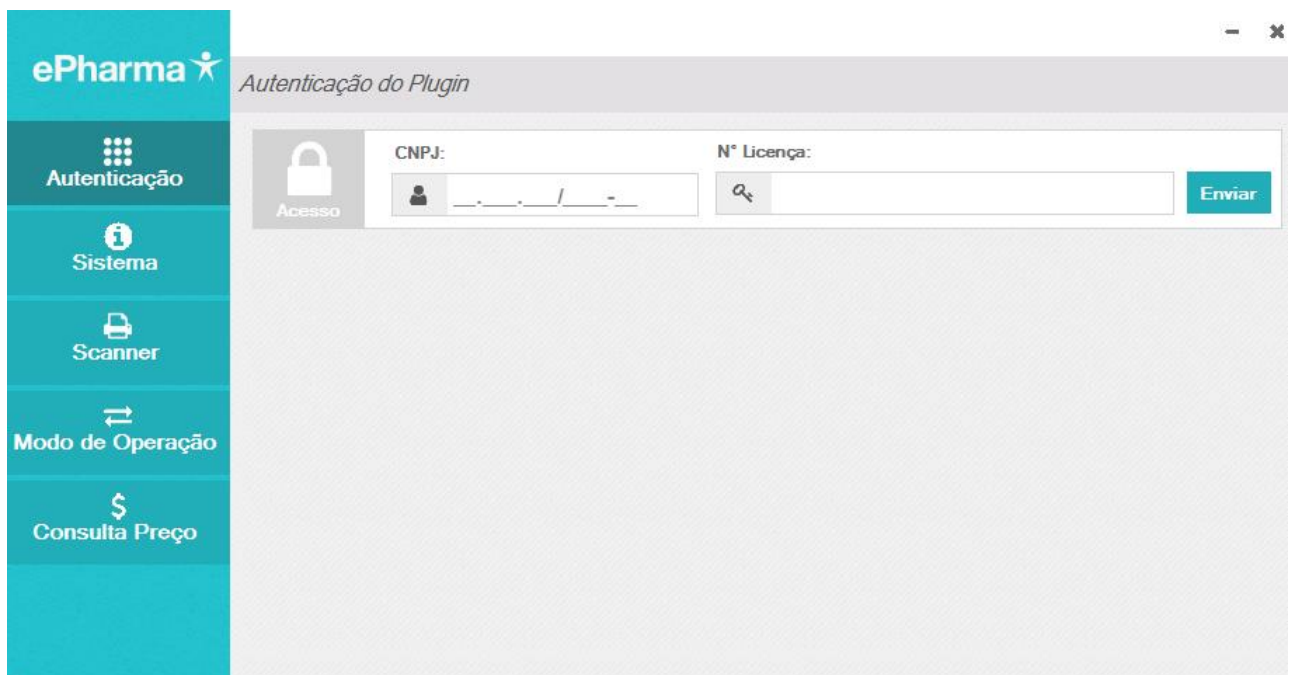 ePharma
Autenticação do Plugin
Autenticação
Sistema
Scanner
Modo de Operação
Consulta Preço
Acesso
CNPJ:
__.___.___/____-__
N° Licença:
Enviar